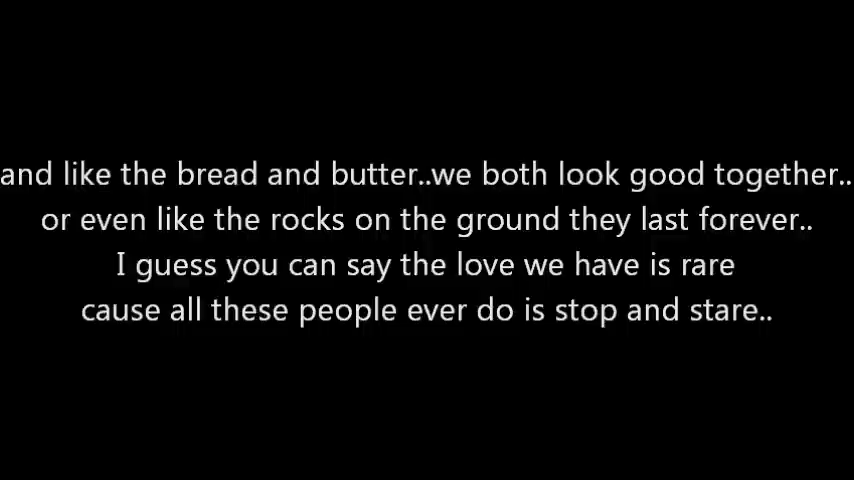 and like the bread and butter..we both look good together..
or even like the rocks on the ground they last forever..
I guess you can say the love we have is rare
cause all these people ever do is stop and stare..